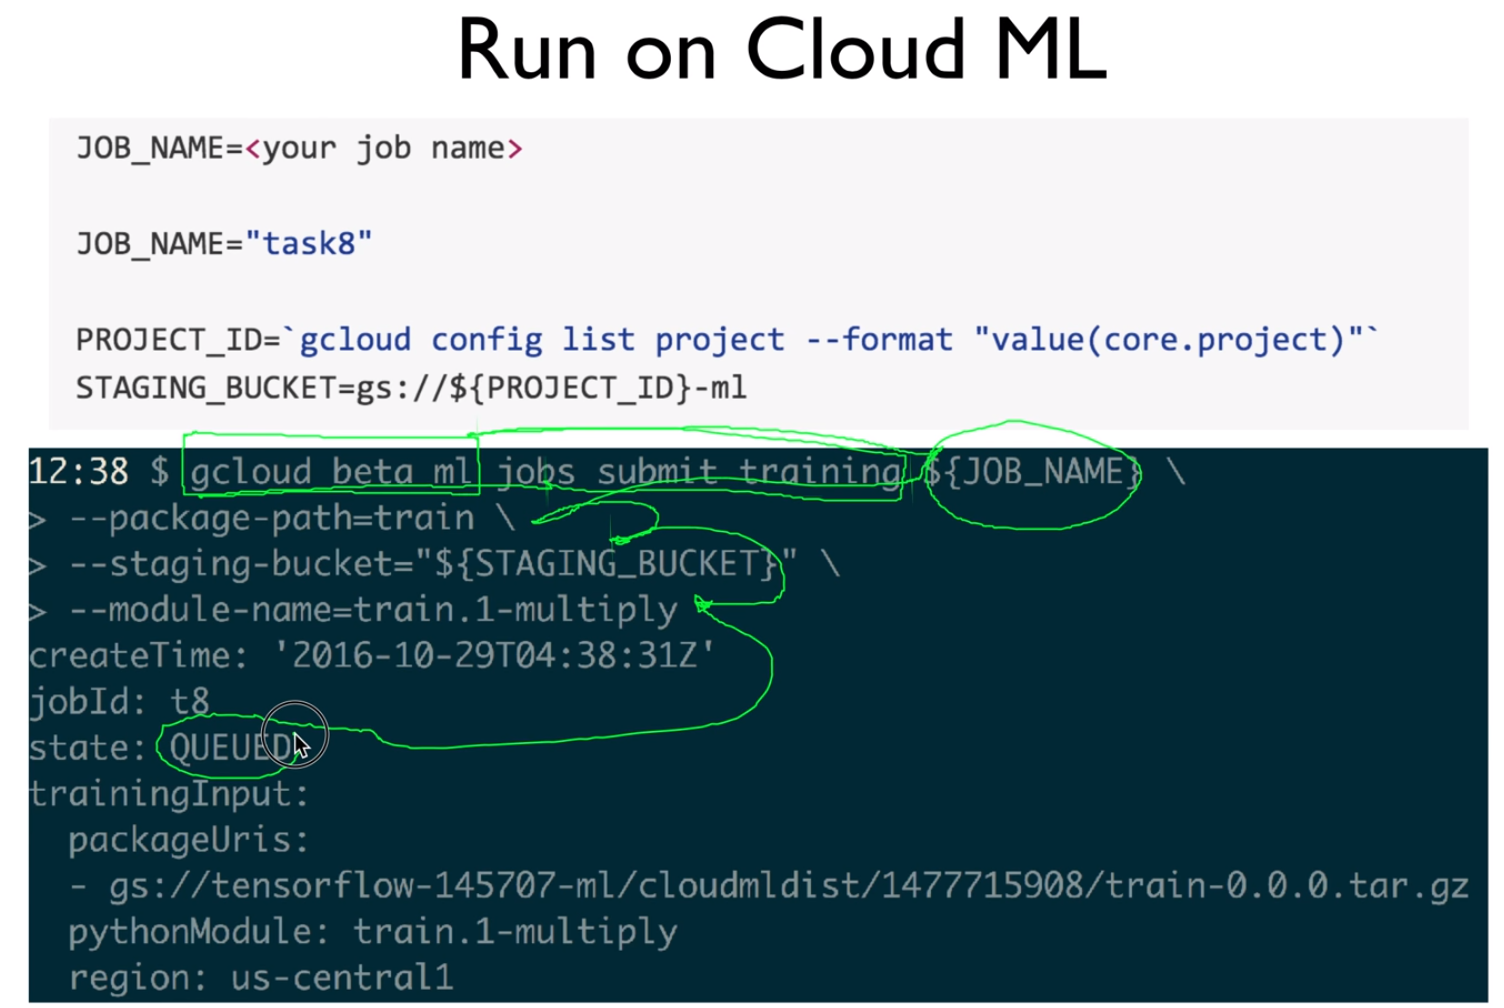 Run on Cloud ML
JOB_NAME=<your job name>
JOB_NAME="task8"
PROJECT_ID=`gcloud config list project --format "value(core.project)"`
STAGING_BUCKET=gs://${PROJECT_ID}-ml
12:38 $ gcloud beta ml jobs submit training ${JOB_NAME} \
> --package-path=train \
> --staging-bucket="${STAGING_BUCKET}" \
> --module-name=train.1-multiply
createTime: '2016-10-29T04:38:31Z'
jobId: t8
state: QUEUED
trainingInput:
packageUris:
- gs://tensorflow-145707-ml/cloudmldist/1477715908/train-0.0.0.tar.gz
pythonModule: train.1-multiply
region: us-central1